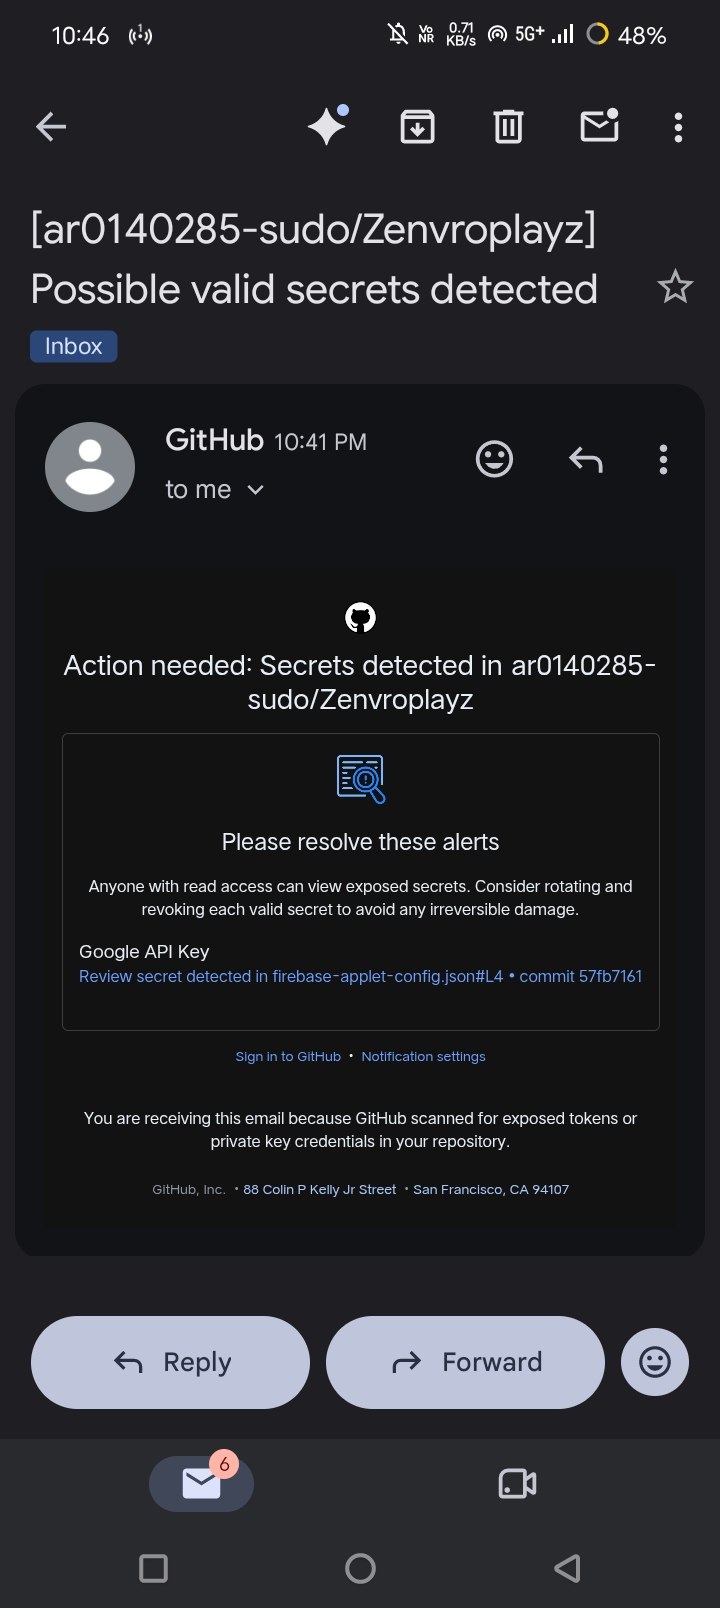 10:46
Vo NR 0.71 KB/s 5G+ 48%
[ar0140285-sudo/Zenvroplayz]
Possible valid secrets detected
Inbox
GitHub 10:41 PM
to me
Action needed: Secrets detected in ar0140285-
sudo/Zenvroplayz
Please resolve these alerts
Anyone with read access can view exposed secrets. Consider rotating and
revoking each valid secret to avoid any irreversible damage.
Google API Key
Review secret detected in firebase-applet-config.json#L4 • commit 57fb7161
Sign in to GitHub • Notification settings
You are receiving this email because GitHub scanned for exposed tokens or
private key credentials in your repository.
GitHub, Inc. • 88 Colin P Kelly Jr Street • San Francisco, CA 94107
Reply
Forward
6